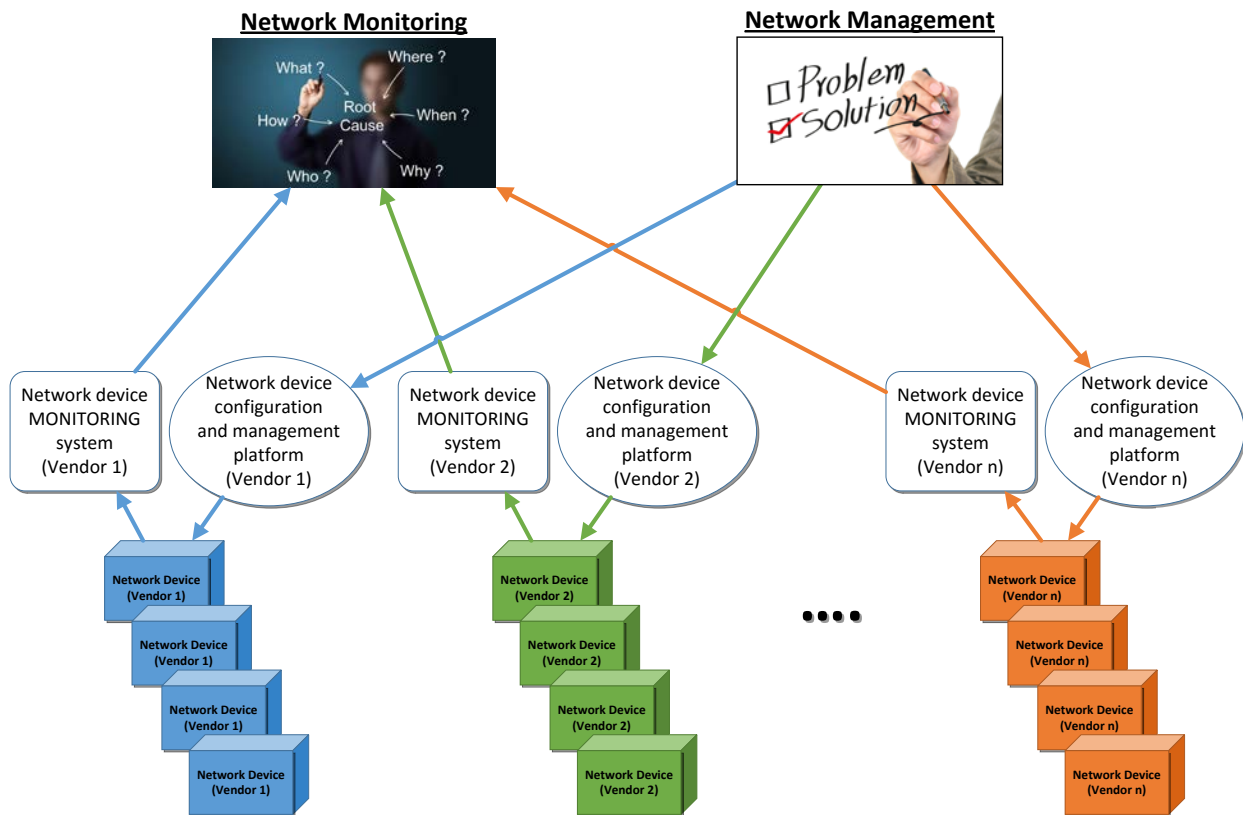 Network Monitoring
Network Management
What ?
Where ?
How ?
Root
Cause
When ?
Who ?
Why ?
Problem
Solution
Network device
MONITORING
system
(Vendor 1)
Network device
configuration
and management
platform
(Vendor 1)
Network device
MONITORING
system
(Vendor 2)
Network device
configuration
and management
platform
(Vendor 2)
Network device
MONITORING
system
(Vendor n)
Network device
configuration
and management
platform
(Vendor n)
Network Device
(Vendor 1)
Network Device
(Vendor 1)
Network Device
(Vendor 1)
Network Device
(Vendor 1)
Network Device
(Vendor 2)
Network Device
(Vendor 2)
Network Device
(Vendor 2)
Network Device
(Vendor 2)
....
Network Device
(Vendor n)
Network Device
(Vendor n)
Network Device
(Vendor n)
Network Device
(Vendor n)